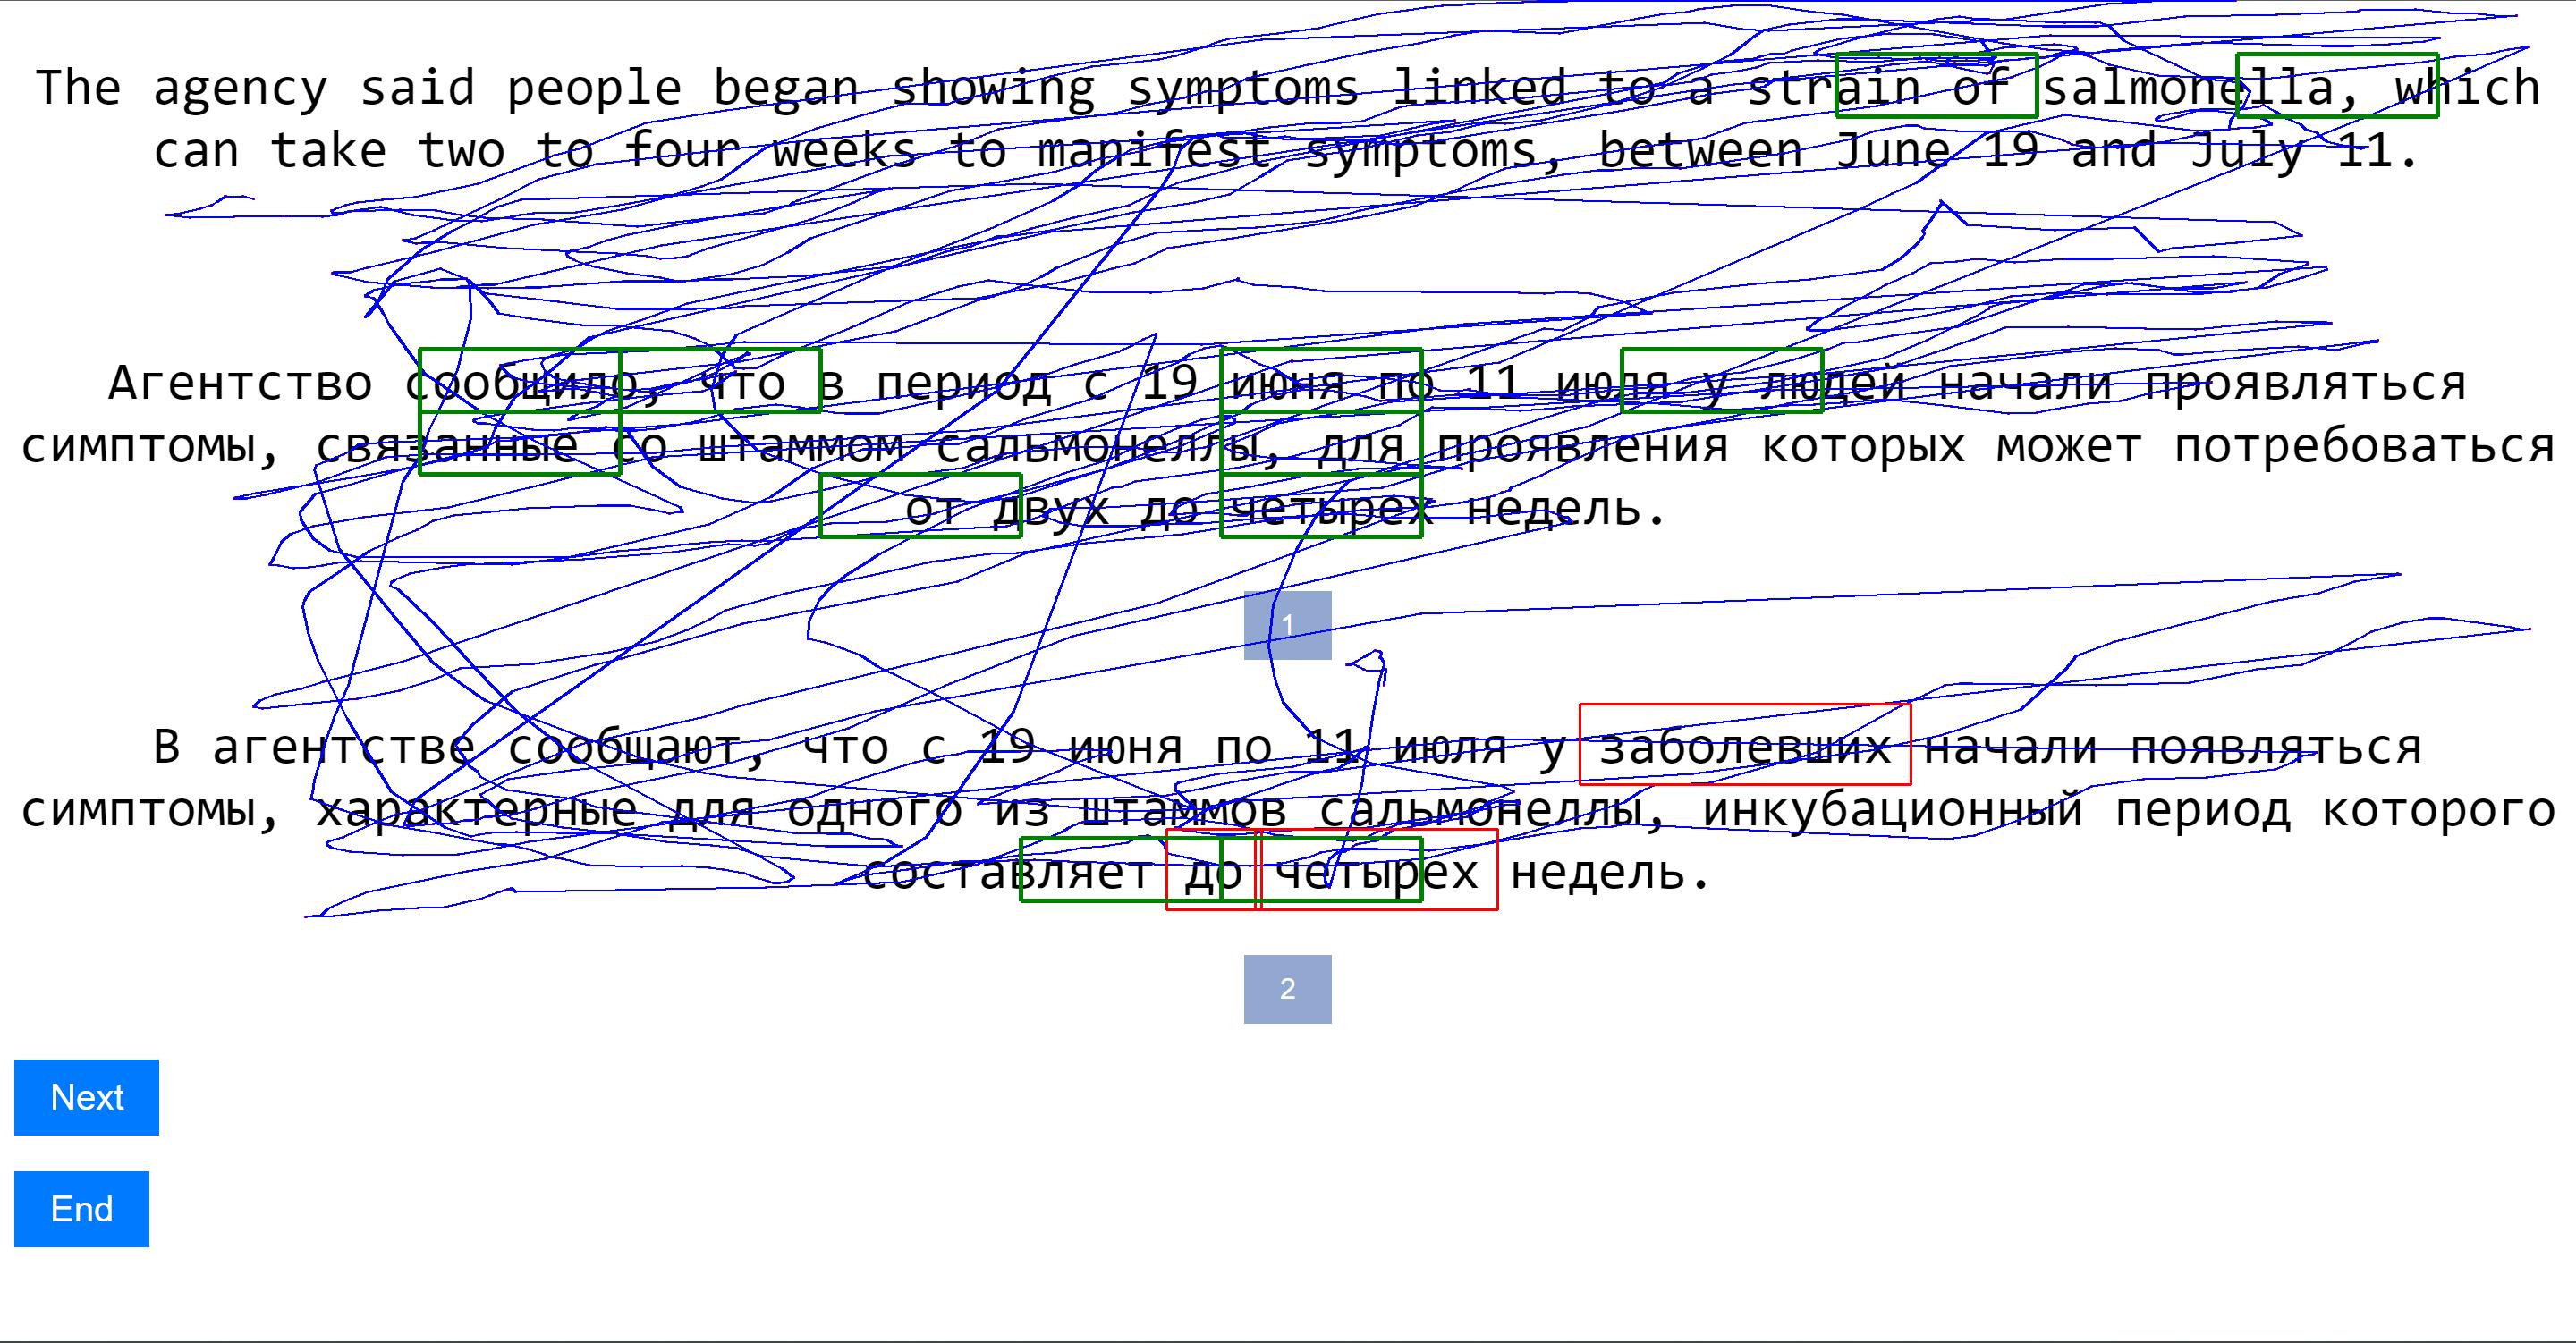 The agency said people began showing symptoms linked to a strain of salmonella, which
can take two to four weeks to manifest symptoms, between June 19 and July 11.
Агентство сообщило, что в период с 19 июня по 11 июля у людей начали проявляться
симптомы, связанные со штаммом сальмонеллы, для проявления которых может потребоваться
от двух до четырех недель.
1
В агентстве сообщают, что с 19 июня по 11 июля у заболевших начали появляться
симптомы, характерные для одного из штаммов сальмонеллы, инкубационный период которого
составляет до четырех недель.
2
Next
End